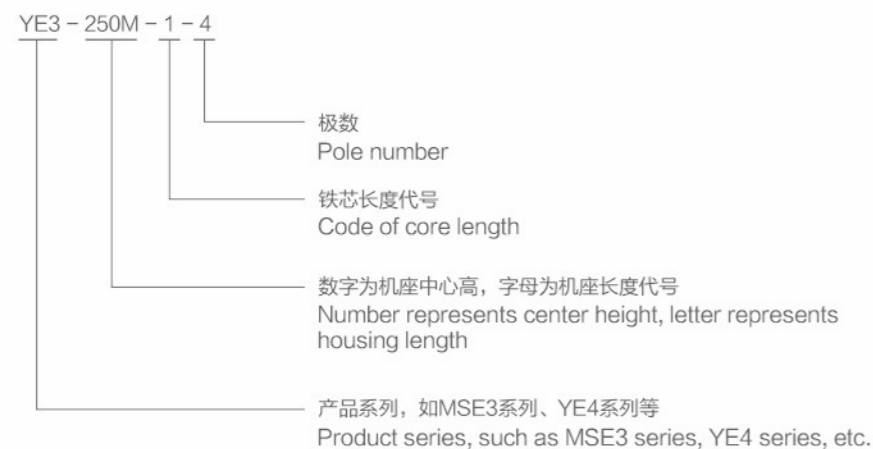 YE3 - 250M - 1 - 4
极数
Pole number
铁芯长度代号
Code of core length
数字为机座中心高，字母为机座长度代号
Number represents center height, letter represents
housing length
产品系列，如MSE3系列、YE4系列等
Product series, such as MSE3 series, YE4 series, etc.